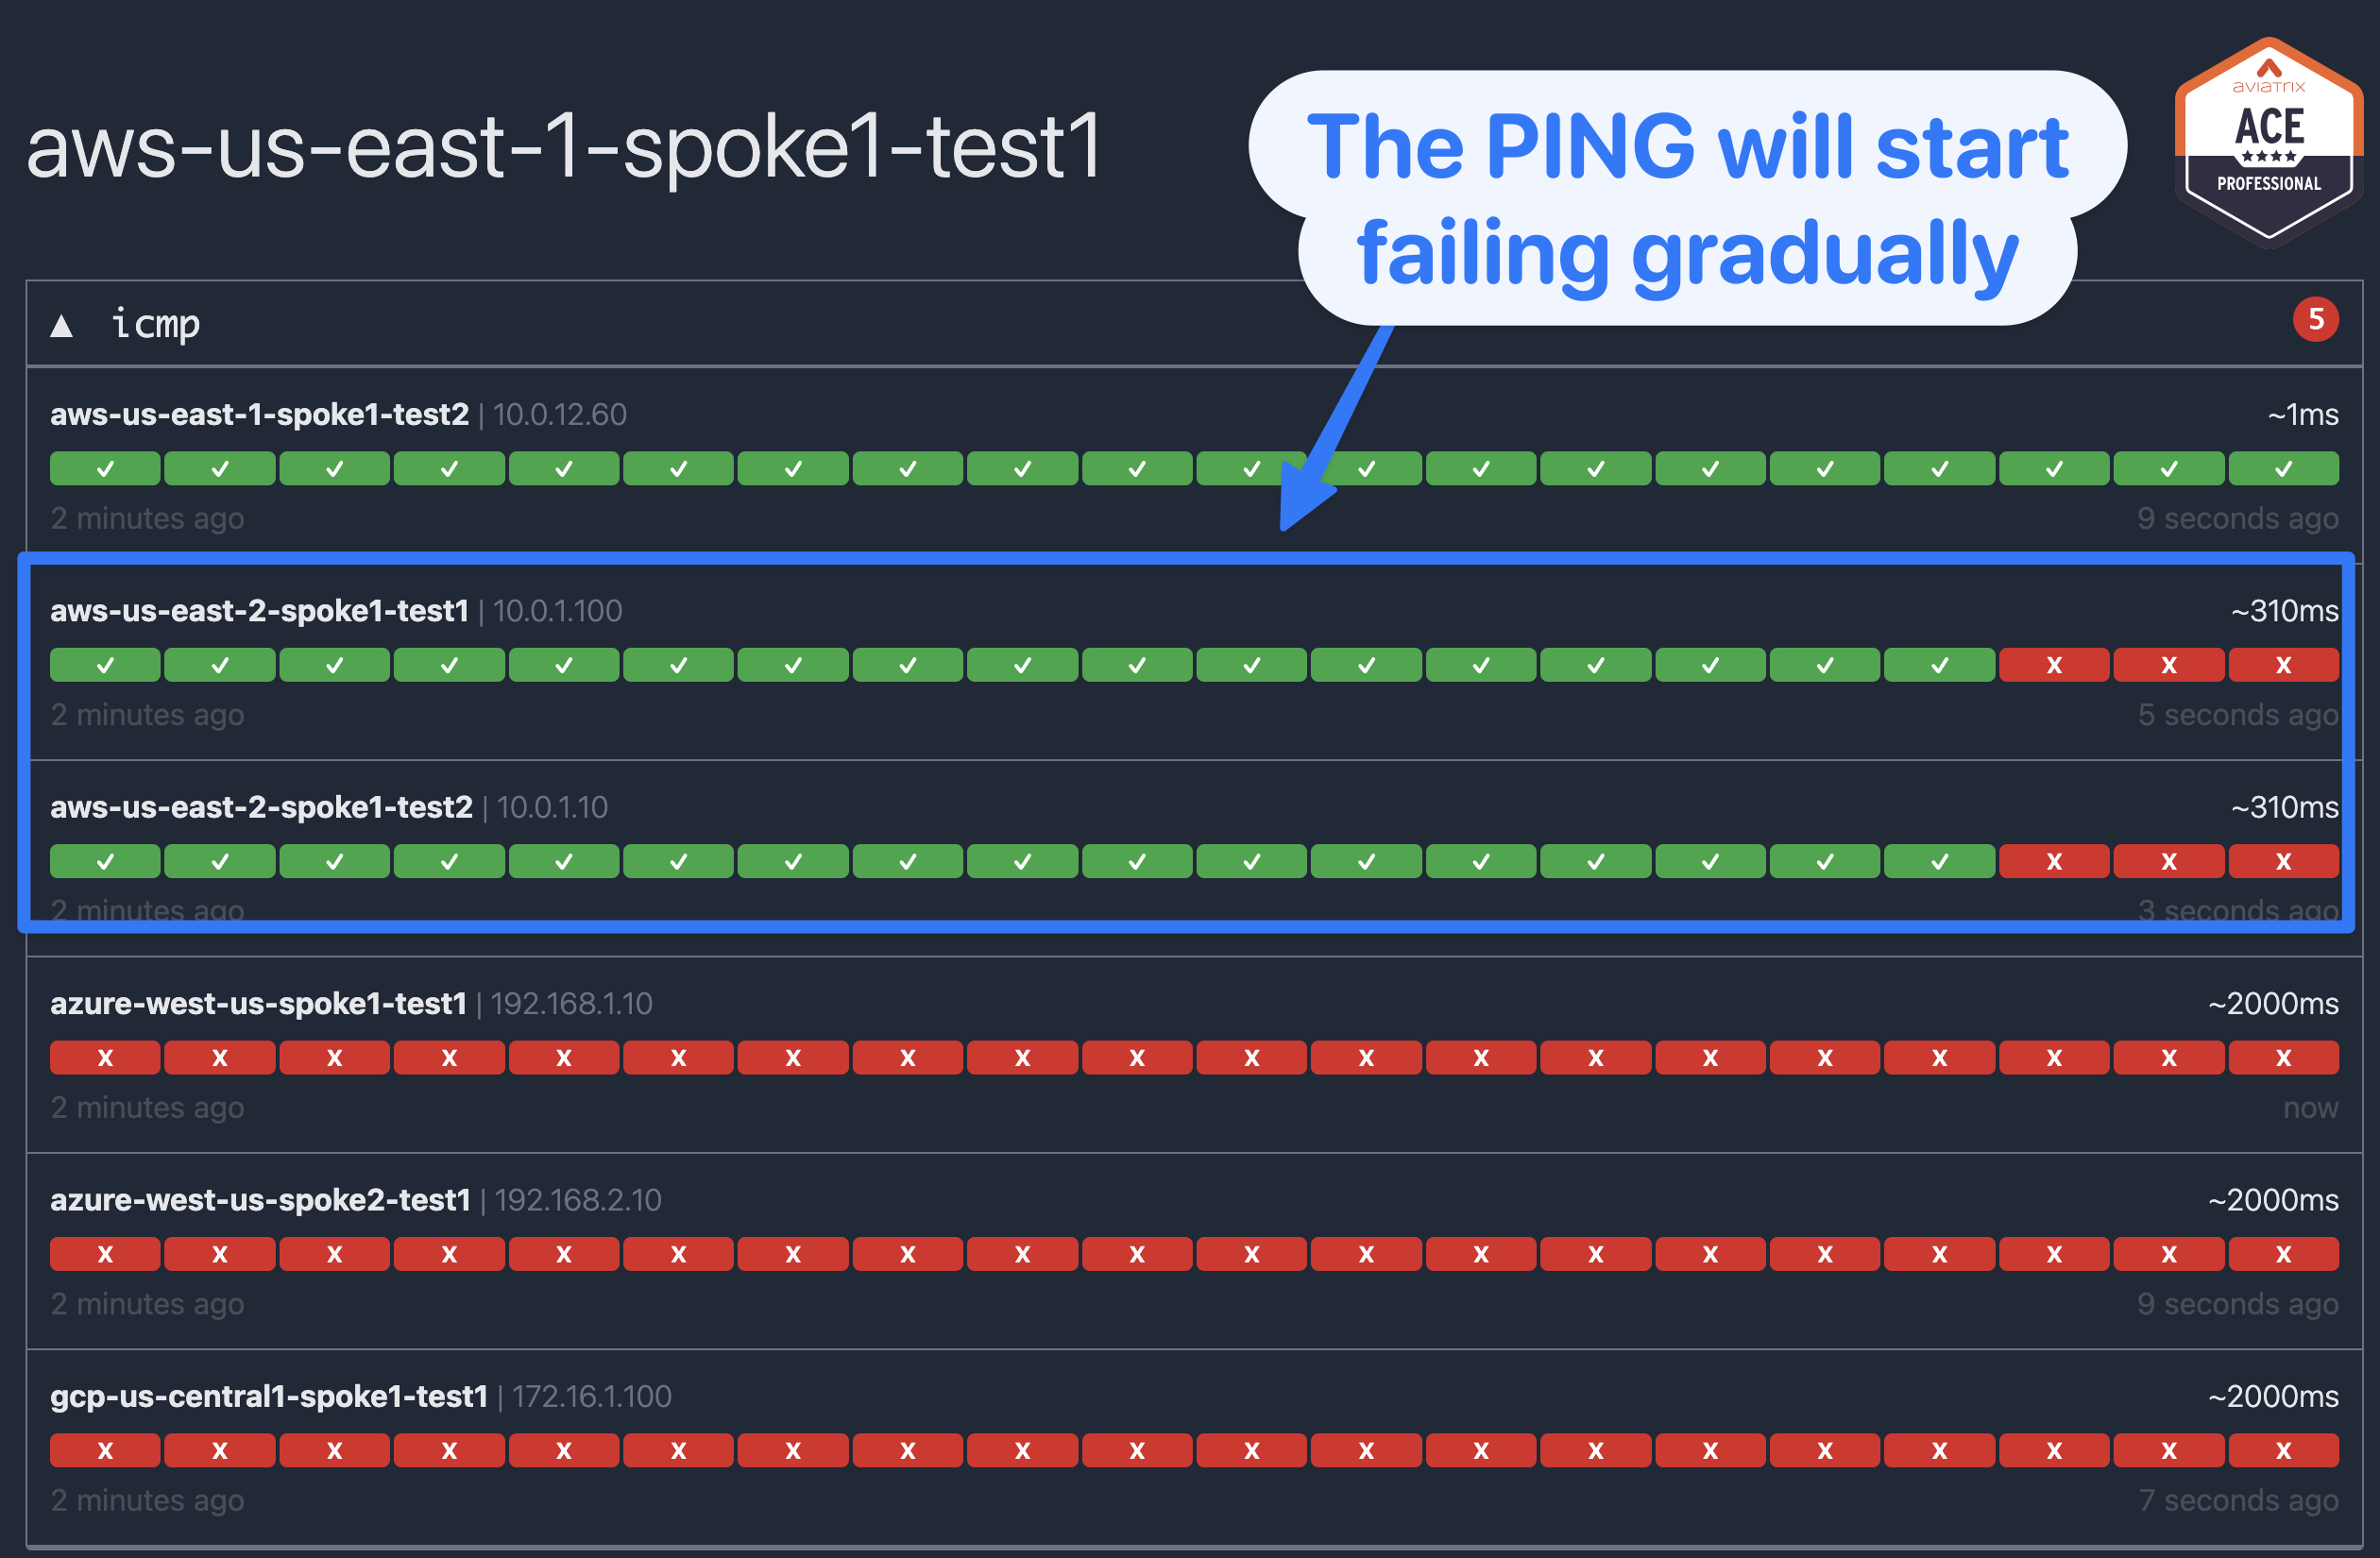 aws-us-east-1-spoke1-test1
The PING will start
failing gradually
aviatrix
ACE
PROFESSIONAL
▲ icmp
5
aws-us-east-1-spoke1-test2 | 10.0.12.60
~1ms
2 minutes ago
9 seconds ago
aws-us-east-2-spoke1-test1 | 10.0.1.100
~310ms
x x x
2 minutes ago
5 seconds ago
aws-us-east-2-spoke1-test2 | 10.0.1.10
~310ms
x x x
2 minutes ago
3 seconds ago
azure-west-us-spoke1-test1 | 192.168.1.10
~2000ms
x x x x x x x x x x x x x x x x x x x x
2 minutes ago
now
azure-west-us-spoke2-test1 | 192.168.2.10
~2000ms
x x x x x x x x x x x x x x x x x x x x
2 minutes ago
9 seconds ago
gcp-us-central1-spoke1-test1 | 172.16.1.100
~2000ms
x x x x x x x x x x x x x x x x x x x x
2 minutes ago
7 seconds ago